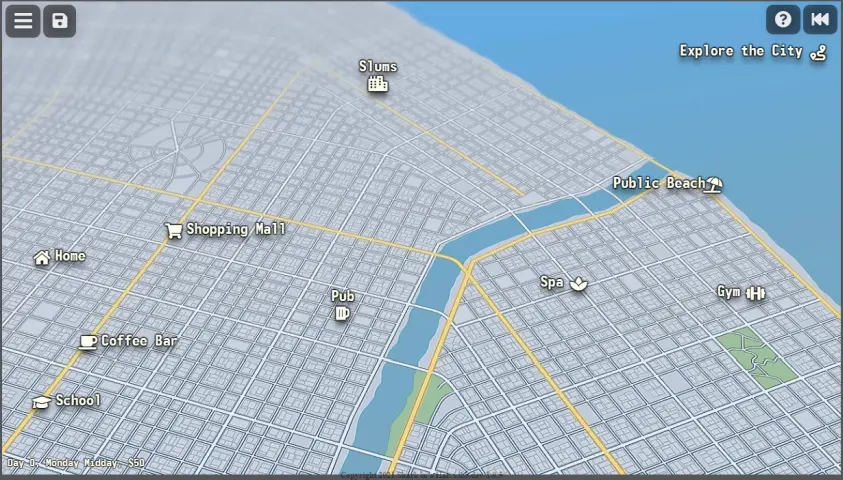 Explore the City
Slums
Public Beach
Shopping Mall
Home
Spa
Gym
Pub
Coffee Bar
School
Day 0, Monday Midday, $50